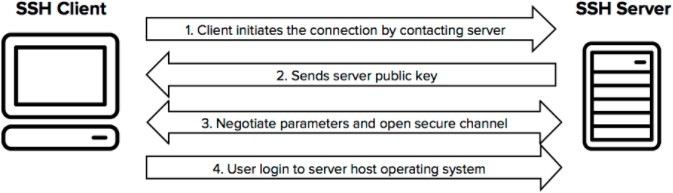 SSH Client
SSH Server
1. Client initiates the connection by contacting server
2. Sends server public key
3. Negotiate parameters and open secure channel
4. User login to server host operating system